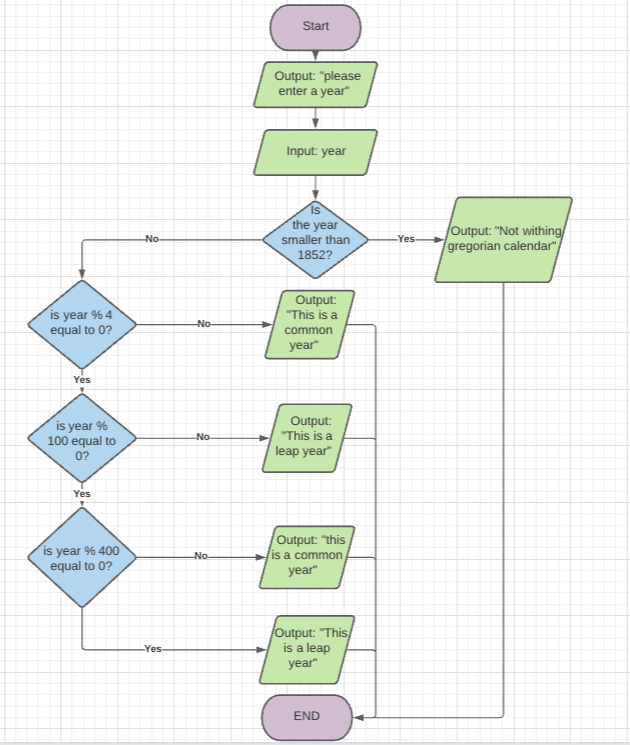 Start
Output: "please
enter a year"
Input: year
Is
the year
smaller than
1852?
No
Yes
Output: "Not withing
gregorian calendar"
is year % 4
equal to 0?
No
Output:
"This is a
common
year"
Yes
is year %
100 equal to
0?
No
Output:
"This is a
leap year"
Yes
is year % 400
equal to 0?
No
Output: "this
is a common
year"
Yes
Output: "This
is a leap
year"
END